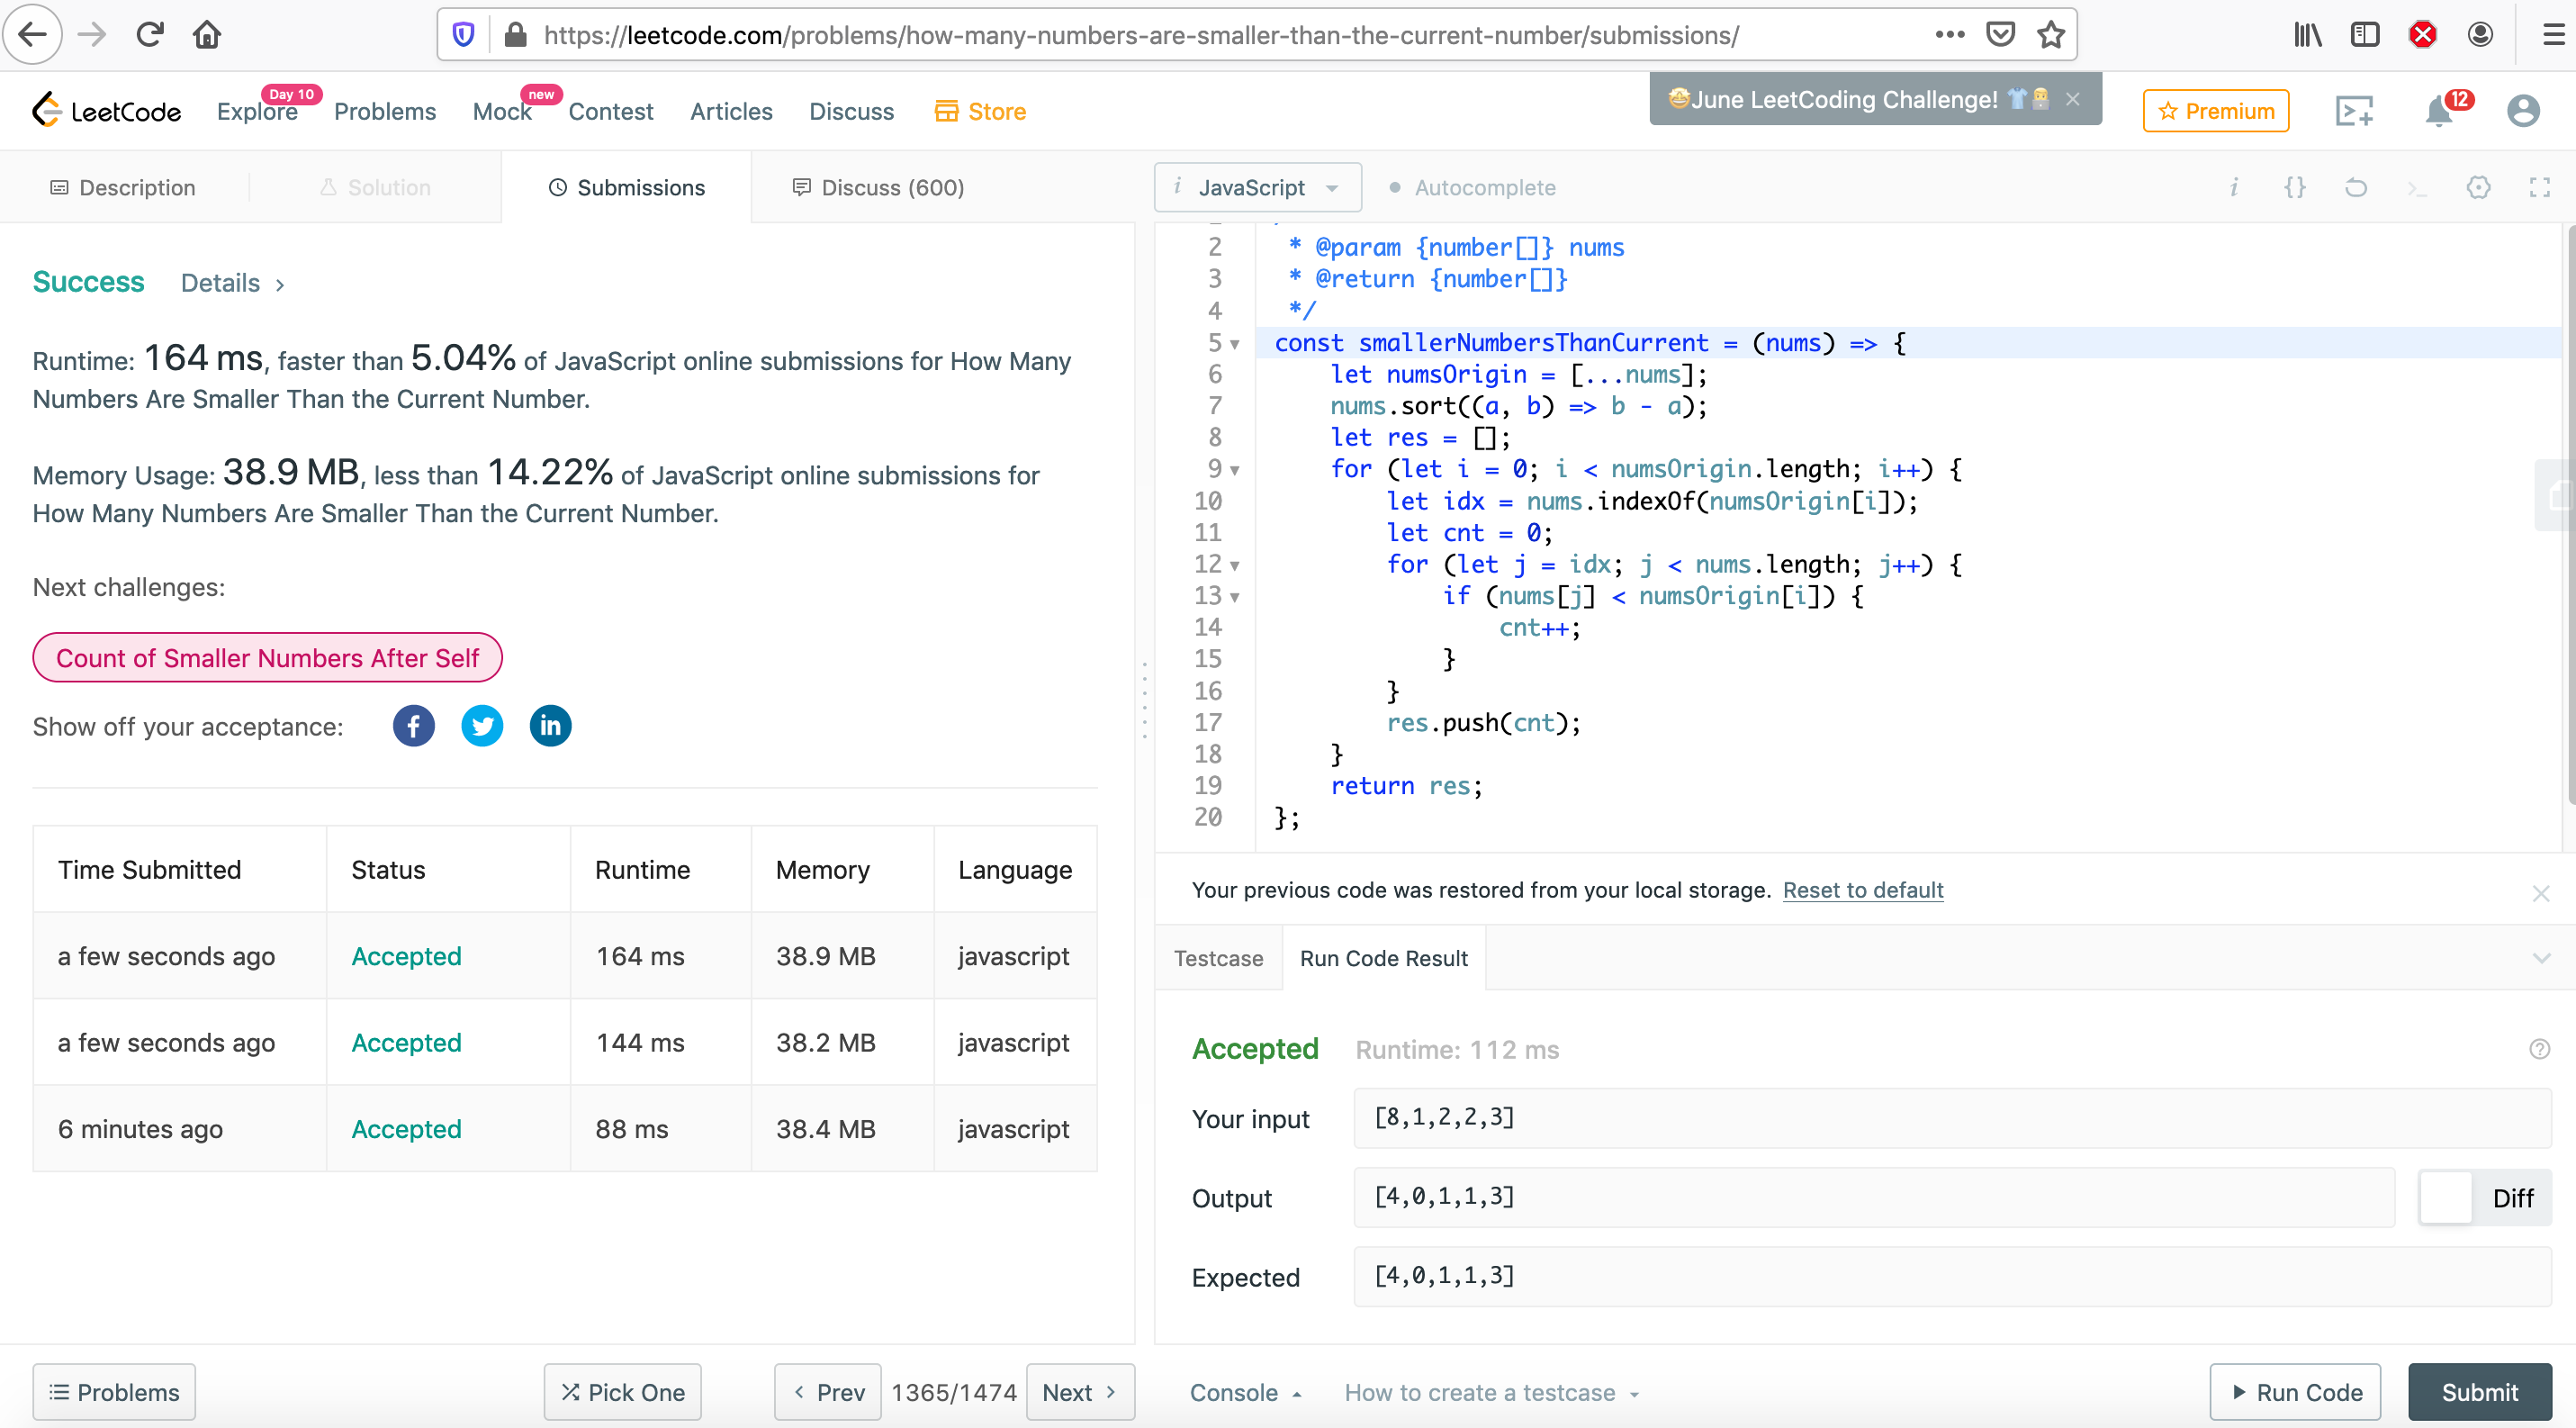 https://leetcode.com/problems/how-many-numbers-are-smaller-than-the-current-number/submissions/
LeetCode Explore Day 10 Problems Mock new Contest Articles Discuss Store 🤩June LeetCoding Challenge! 👕👨‍💻 × Premium 12
Description Solution Submissions Discuss (600)
i JavaScript Autocomplete i {} >_
Success Details >
Runtime: 164 ms, faster than 5.04% of JavaScript online submissions for How Many
Numbers Are Smaller Than the Current Number.
Memory Usage: 38.9 MB, less than 14.22% of JavaScript online submissions for
How Many Numbers Are Smaller Than the Current Number.
Next challenges:
Count of Smaller Numbers After Self
Show off your acceptance: f in
Time Submitted Status Runtime Memory Language
a few seconds ago Accepted 164 ms 38.9 MB javascript
a few seconds ago Accepted 144 ms 38.2 MB javascript
6 minutes ago Accepted 88 ms 38.4 MB javascript
Problems Pick One < Prev 1365/1474 Next >
2 * @param {number[]} nums
3 * @return {number[]}
4 */
5 const smallerNumbersThanCurrent = (nums) => {
6 let numsOrigin = [...nums];
7 nums.sort((a, b) => b - a);
8 let res = [];
9 for (let i = 0; i < numsOrigin.length; i++) {
10 let idx = nums.indexOf(numsOrigin[i]);
11 let cnt = 0;
12 for (let j = idx; j < nums.length; j++) {
13 if (nums[j] < numsOrigin[i]) {
14 cnt++;
15 }
16 }
17 res.push(cnt);
18 }
19 return res;
20 };
Your previous code was restored from your local storage. Reset to default ×
Testcase Run Code Result
Accepted Runtime: 112 ms ?
Your input [8,1,2,2,3]
Output [4,0,1,1,3] Diff
Expected [4,0,1,1,3]
Console How to create a testcase Run Code Submit